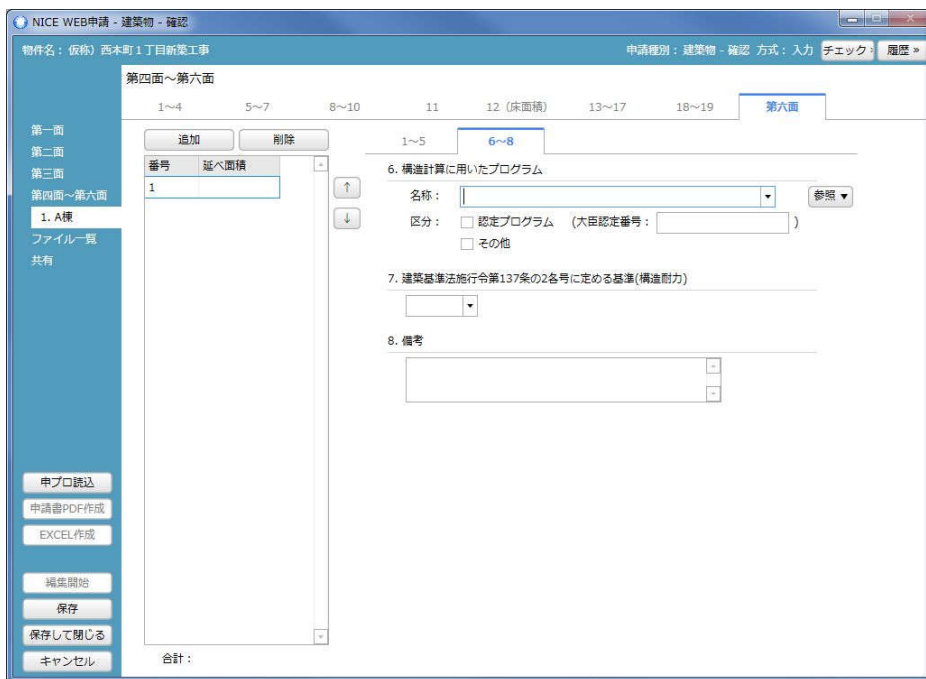 NICE WEB申請 - 建築物 - 確認
物件名：仮称）西本町1丁目新築工事
申請種別：建築物 - 確認 方式：入力
チェック ›
履歴 »
第四面～第六面
1～4 5～7 8～10 11 12（床面積） 13～17 18～19 第六面
第一面
第二面
第三面
第四面～第六面
1. A棟
ファイル一覧
共有
追加 削除
番号 延べ面積
1
↑
↓
1～5 6～8
6. 構造計算に用いたプログラム
名称： 参照 ▼
区分： 認定プログラム (大臣認定番号： )
その他
7. 建築基準法施行令第137条の2各号に定める基準(構造耐力)
8. 備考
申プロ読込
申請書PDF作成
EXCEL作成
編集開始
保存
保存して閉じる
キャンセル
合計：